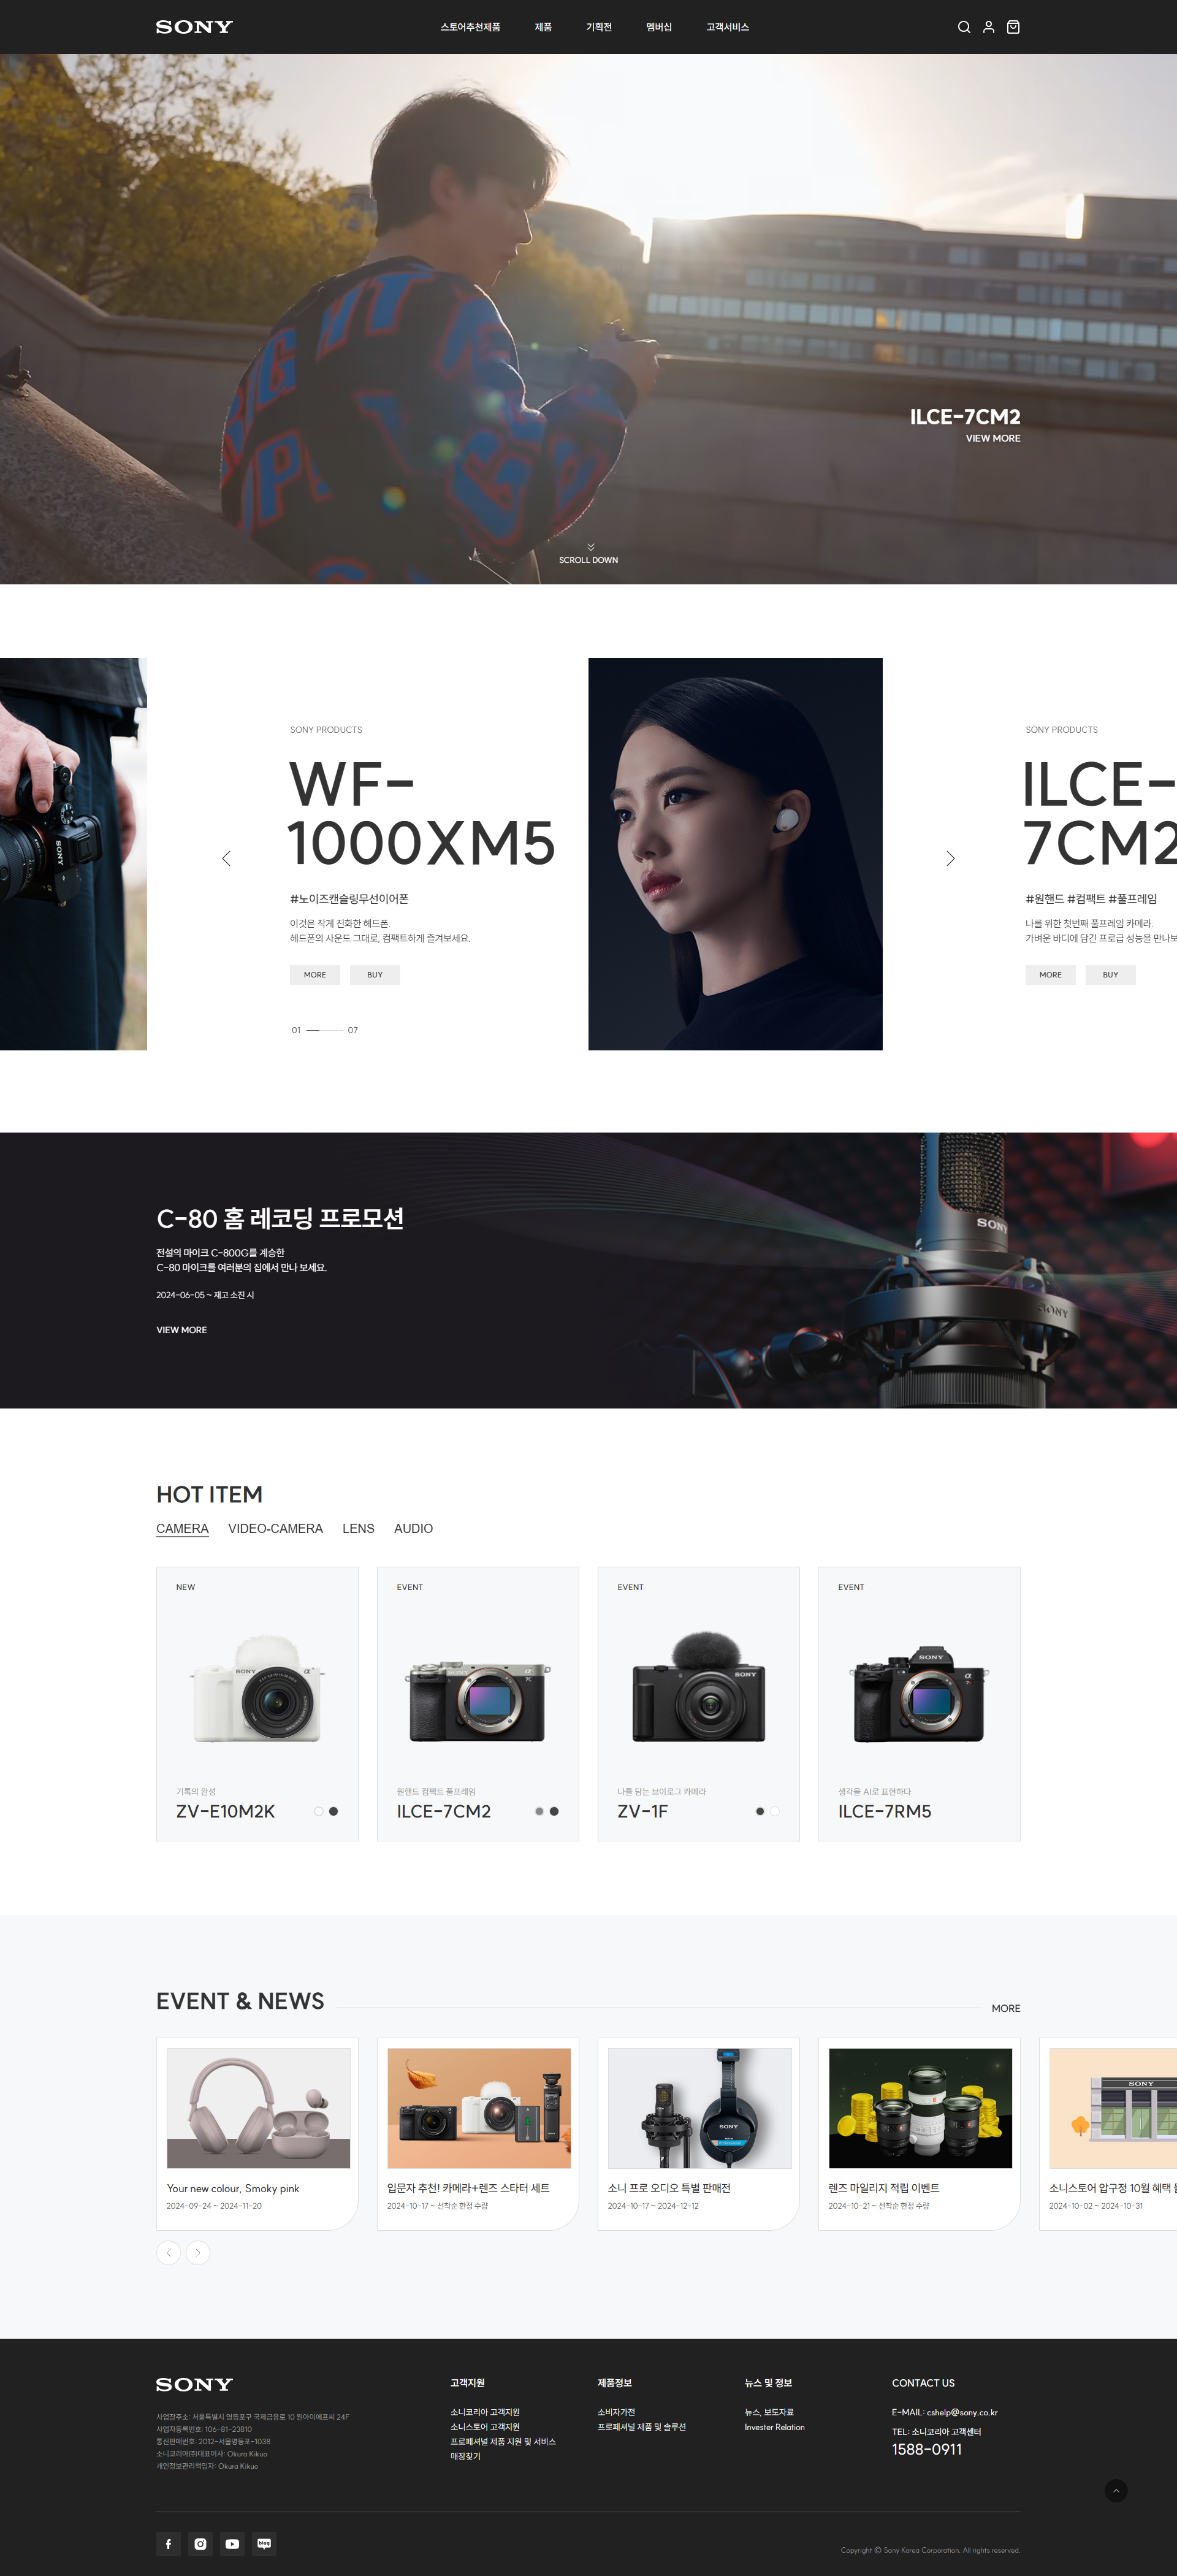 SONY
스토어추천제품
제품
기획전
멤버십
고객서비스
ILCE-7CM2
VIEW MORE
SCROLL DOWN
SONY PRODUCTS
WF-
1000XM5
#노이즈캔슬링무선이어폰
이것은 작게 진화한 헤드폰.
헤드폰의 사운드 그대로, 컴팩트하게 즐겨보세요.
MORE
BUY
01
07
SONY PRODUCTS
ILCE-
7CM2
#원핸드 #컴팩트 #풀프레임
나를 위한 첫번째 풀프레임 카메라.
가벼운 바디에 담긴 프로급 성능을 만나보
MORE
BUY
SONY
C-80 홈 레코딩 프로모션
전설의 마이크 C-800G를 계승한
C-80 마이크를 여러분의 집에서 만나 보세요.
2024-06-05 ~ 재고 소진 시
VIEW MORE
SONY
SONY
HOT ITEM
CAMERA
VIDEO-CAMERA
LENS
AUDIO
NEW
SONY
기록의 완성
ZV-E10M2K
EVENT
원핸드 컴팩트 풀프레임
ILCE-7CM2
EVENT
SONY
나를 담는 브이로그 카메라
ZV-1F
EVENT
SONY
생각을 AI로 표현하다
ILCE-7RM5
EVENT & NEWS
MORE
Your new colour, Smoky pink
2024-09-24 ~ 2024-11-20
입문자 추천! 카메라+렌즈 스타터 세트
2024-10-17 ~ 선착순 한정 수량
SONY
소니 프로 오디오 특별 판매전
2024-10-17 ~ 2024-12-12
렌즈 마일리지 적립 이벤트
2024-10-21 ~ 선착순 한정 수량
SONY
소니스토어 압구정 10월 혜택
2024-10-02 ~ 2024-10-31
SONY
사업장주소: 서울특별시 영등포구 국제금융로 10 원아이에프씨 24F
사업자등록번호: 106-81-23810
통신판매번호: 2012-서울영등포-1038
소니코리아(주)대표이사: Okura Kikuo
개인정보관리책임자: Okura Kikuo
고객지원
소니코리아 고객지원
소니스토어 고객지원
프로페셔널 제품 지원 및 서비스
매장찾기
제품정보
소비자가전
프로페셔널 제품 및 솔루션
뉴스 및 정보
뉴스, 보도자료
Invester Relation
CONTACT US
E-MAIL: cshelp@sony.co.kr
TEL: 소니코리아 고객센터
1588-0911
blog
Copyright © Sony Korea Corporation. All rights reserved.